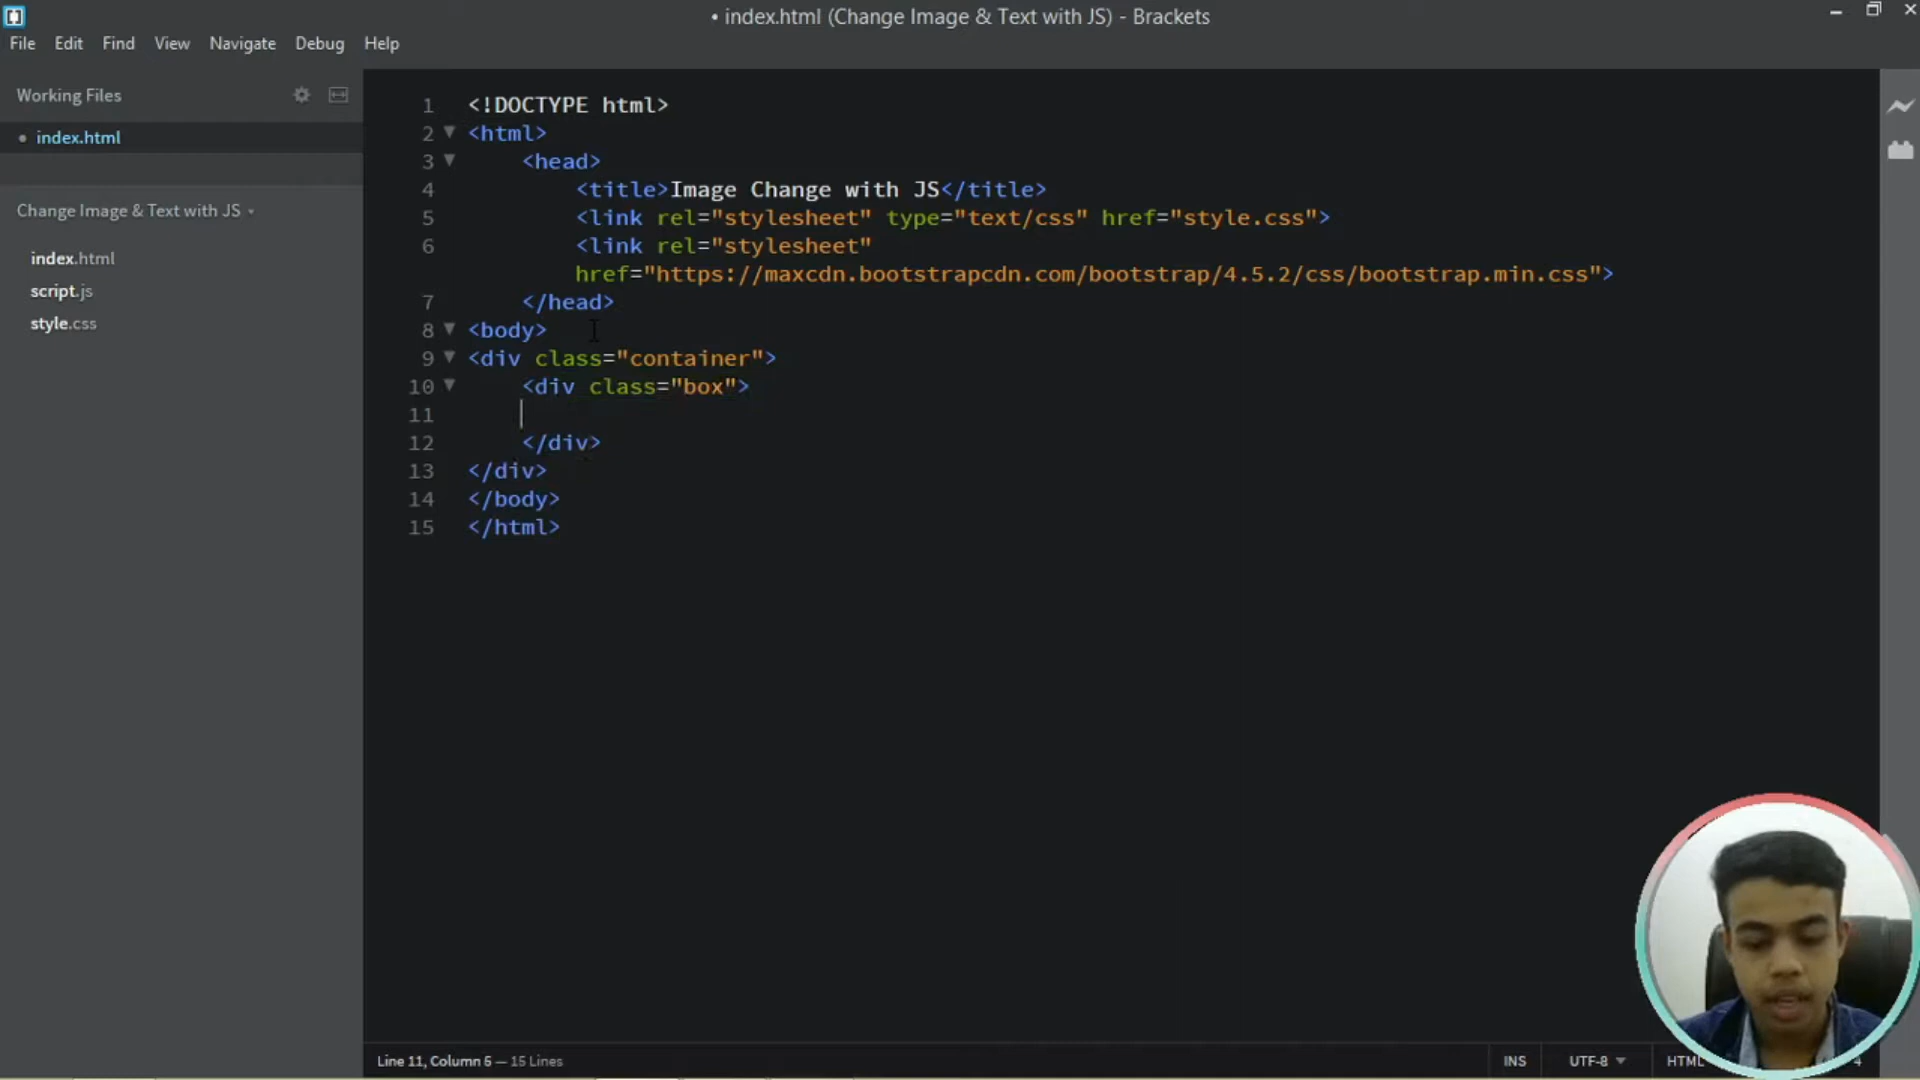 • index.html (Change Image & Text with JS) - Brackets
File Edit Find View Navigate Debug Help
Working Files
• index.html
Change Image & Text with JS
index.html
script.js
style.css
1 <!DOCTYPE html>
2 <html>
3 <head>
4 <title>Image Change with JS</title>
5 <link rel="stylesheet" type="text/css" href="style.css">
6 <link rel="stylesheet"
href="https://maxcdn.bootstrapcdn.com/bootstrap/4.5.2/css/bootstrap.min.css">
7 </head>
8 <body>
9 <div class="container">
10 <div class="box">
11
12 </div>
13 </div>
14 </body>
15 </html>
Line 11, Column 5 — 15 Lines
INS UTF-8 HTML 4